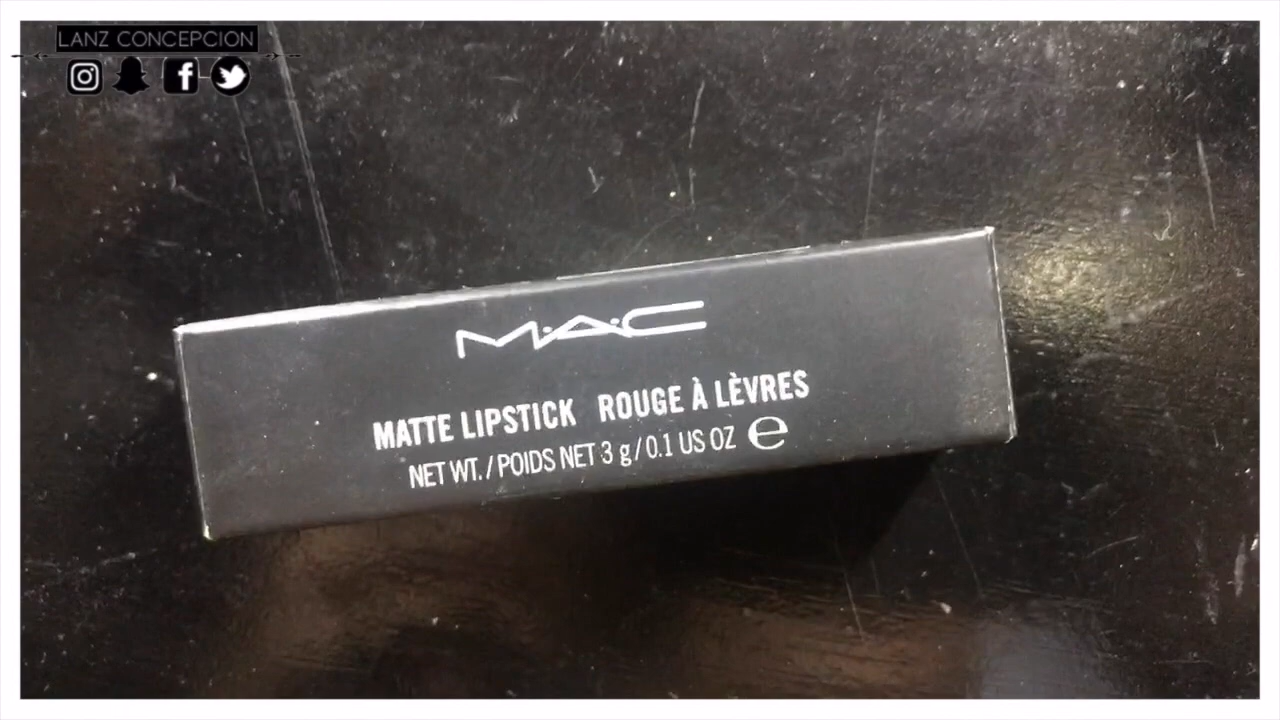 LANZ CONCEPCION
M·A·C
MATTE LIPSTICK ROUGE À LÈVRES
NET WT. / POIDS NET 3 g / 0.1 US OZ ℮